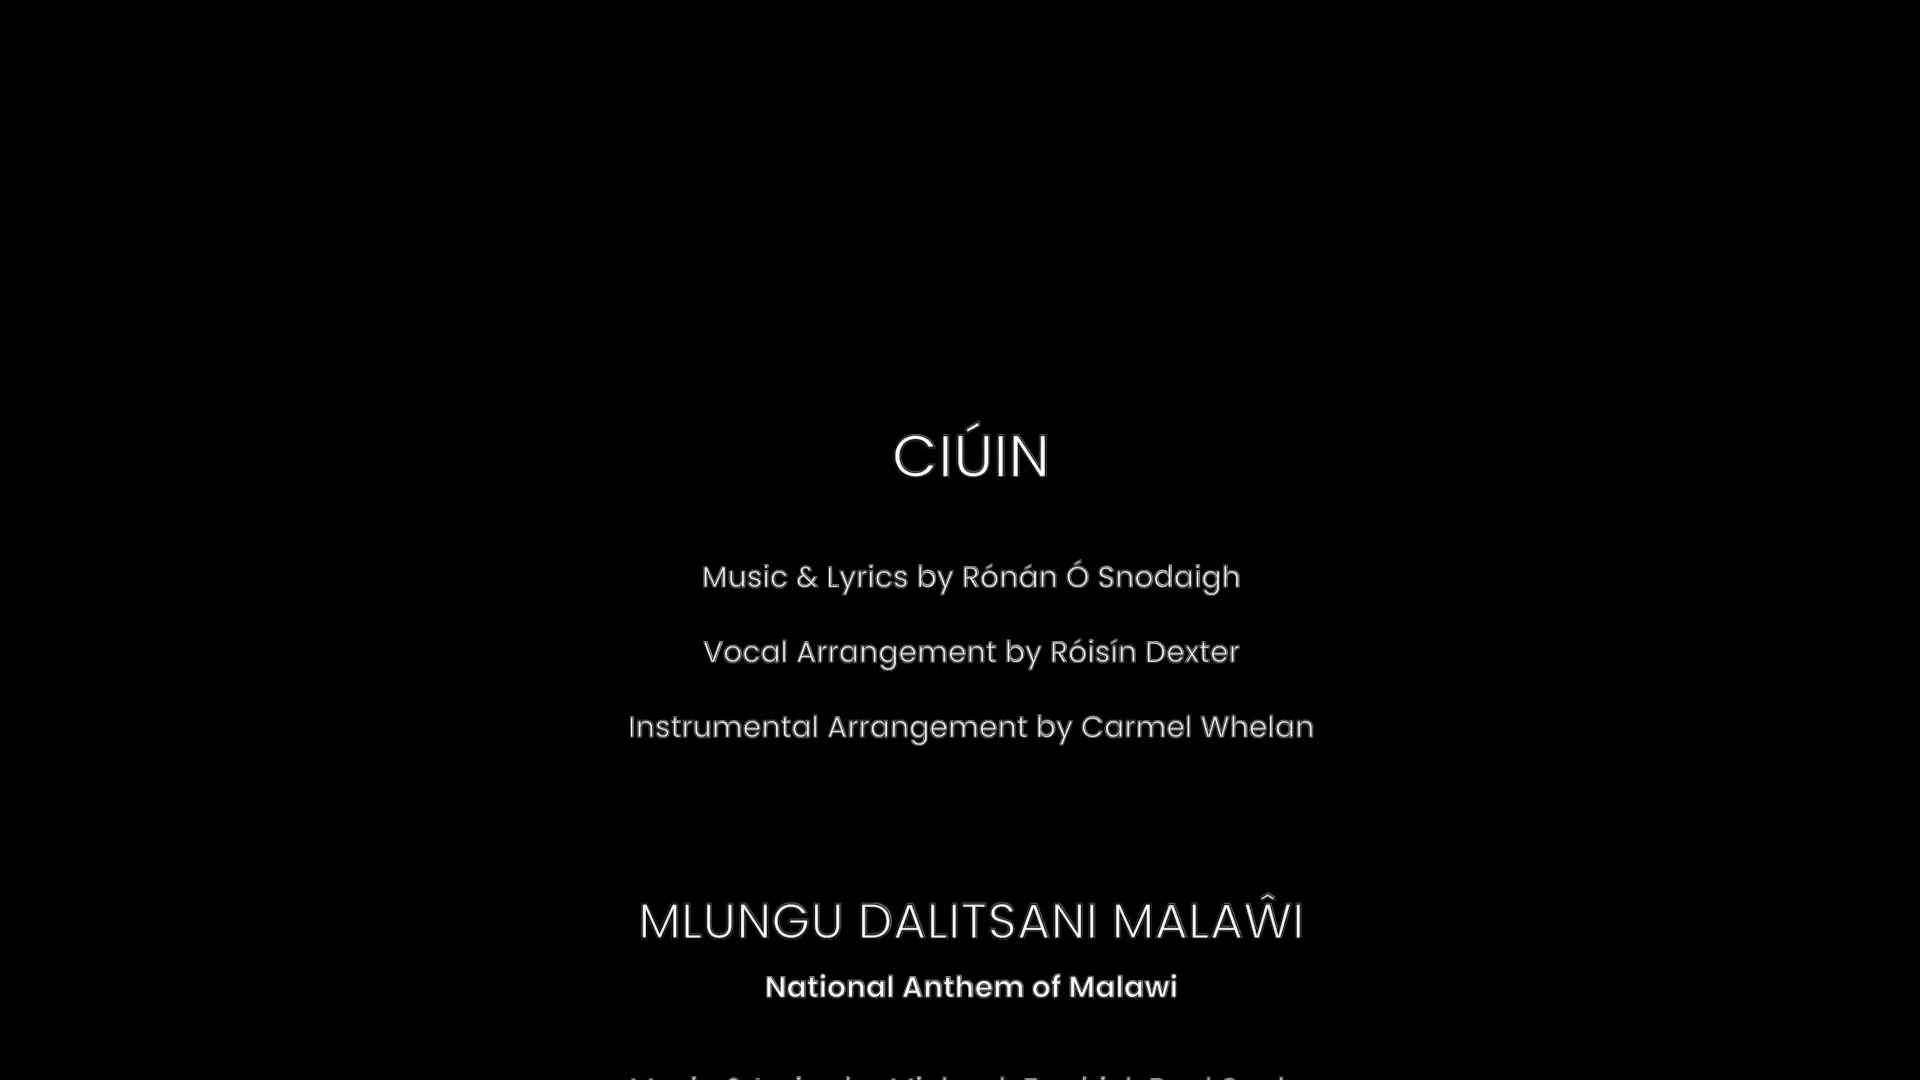 CIÚIN
Music & Lyrics by Rónán Ó Snodaigh
Vocal Arrangement by Róisín Dexter
Instrumental Arrangement by Carmel Whelan
MLUNGU DALITSANI MALAŴI
National Anthem of Malawi